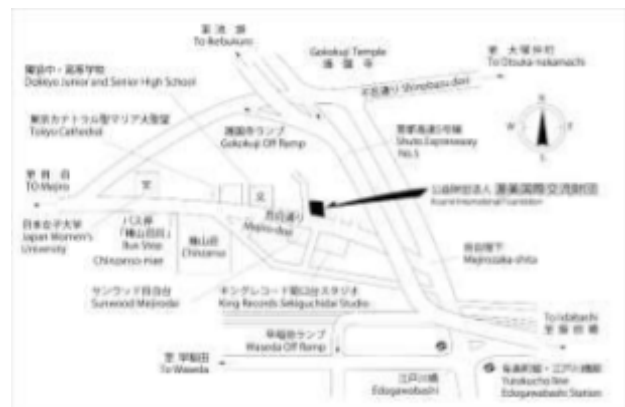 至 池 袋
To Ikebukuro
Gokokuji Temple
護 国 寺
至 大塚仲町
To Otsuka-nakamachi
不忍通り Shinobazu-dori
獨協中・高等学校
Dokkyo Junior and Senior High School
東京カテドラル聖マリア大聖堂
Tokyo Cathedral
護国寺ランプ
Gokokuji Off Ramp
首都高速5号線
Shuto Expressway
No.5
N
W
E
S
至 目 白
TO Mejiro
文
文
公益財団法人 渥美国際交流財団
Atsumi International Foundation
目白通り
Mejiro-dori
日本女子大学
Japan Women's
University
バス停
「椿山荘前」
Bus Stop
Chinzanso-mae
椿山荘
Chinzanso
目白坂下
Mejirozaka-shita
サンウッド目白台
Sunwood Mejirodai
キングレコード関口台スタジオ
King Records Sekiguchidai Studio
To Iidabashi
至 飯田橋
早稲田ランプ
Waseda Off Ramp
至 早稲田
To Waseda
江戸川橋
Edogawabashi
有楽町線・江戸川橋駅
Yurakucho line
Edogawabashi Station